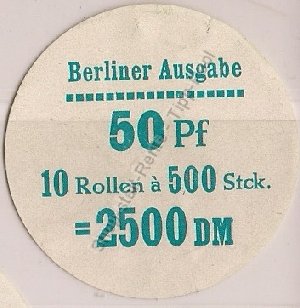 Berliner Ausgabe
50 Pf
10 Rollen à 500 Stck.
= 2500 DM